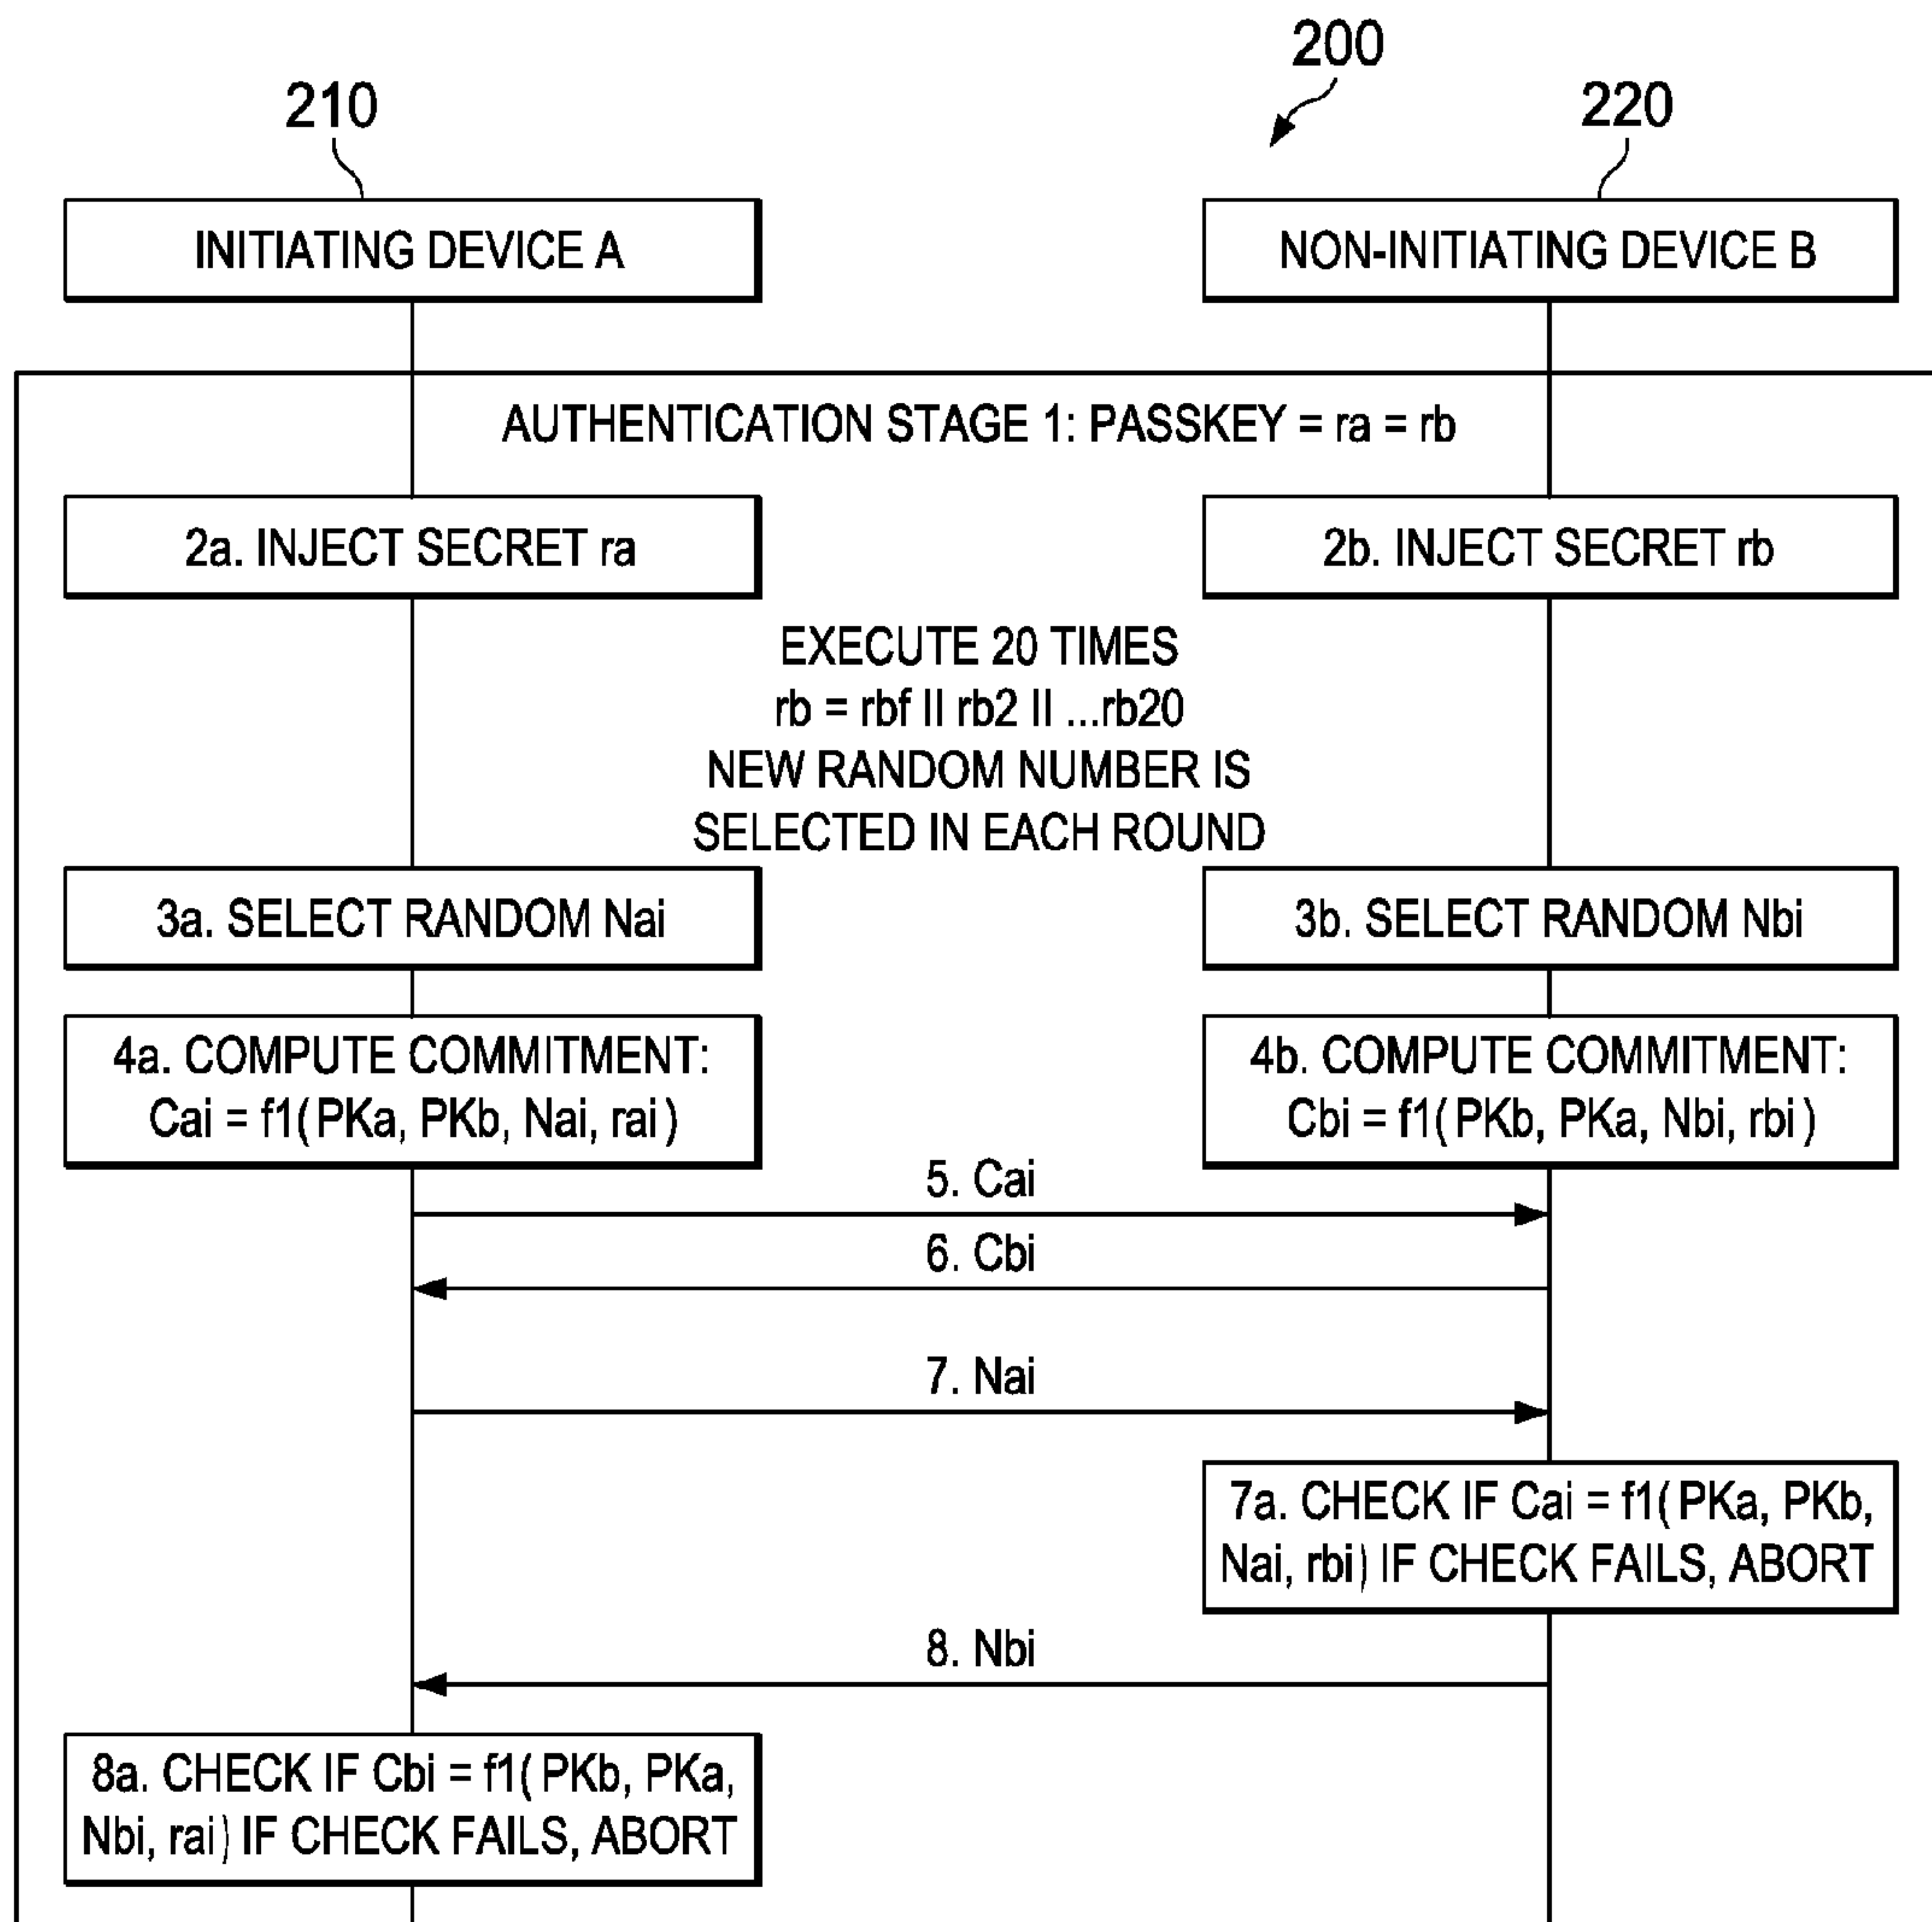 200
210
220
INITIATING DEVICE A
NON-INITIATING DEVICE B
AUTHENTICATION STAGE 1: PASSKEY = ra = rb
2a. INJECT SECRET ra
2b. INJECT SECRET rb
EXECUTE 20 TIMES
rb = rbf II rb2 II ...rb20
NEW RANDOM NUMBER IS
SELECTED IN EACH ROUND
3a. SELECT RANDOM Nai
3b. SELECT RANDOM Nbi
4a. COMPUTE COMMITMENT:
Cai = f1( PKa, PKb, Nai, rai )
4b. COMPUTE COMMITMENT:
Cbi = f1( PKb, PKa, Nbi, rbi )
5. Cai
6. Cbi
7. Nai
7a. CHECK IF Cai = f1( PKa, PKb,
Nai, rbi ) IF CHECK FAILS, ABORT
8. Nbi
8a. CHECK IF Cbi = f1( PKb, PKa,
Nbi, rai ) IF CHECK FAILS, ABORT